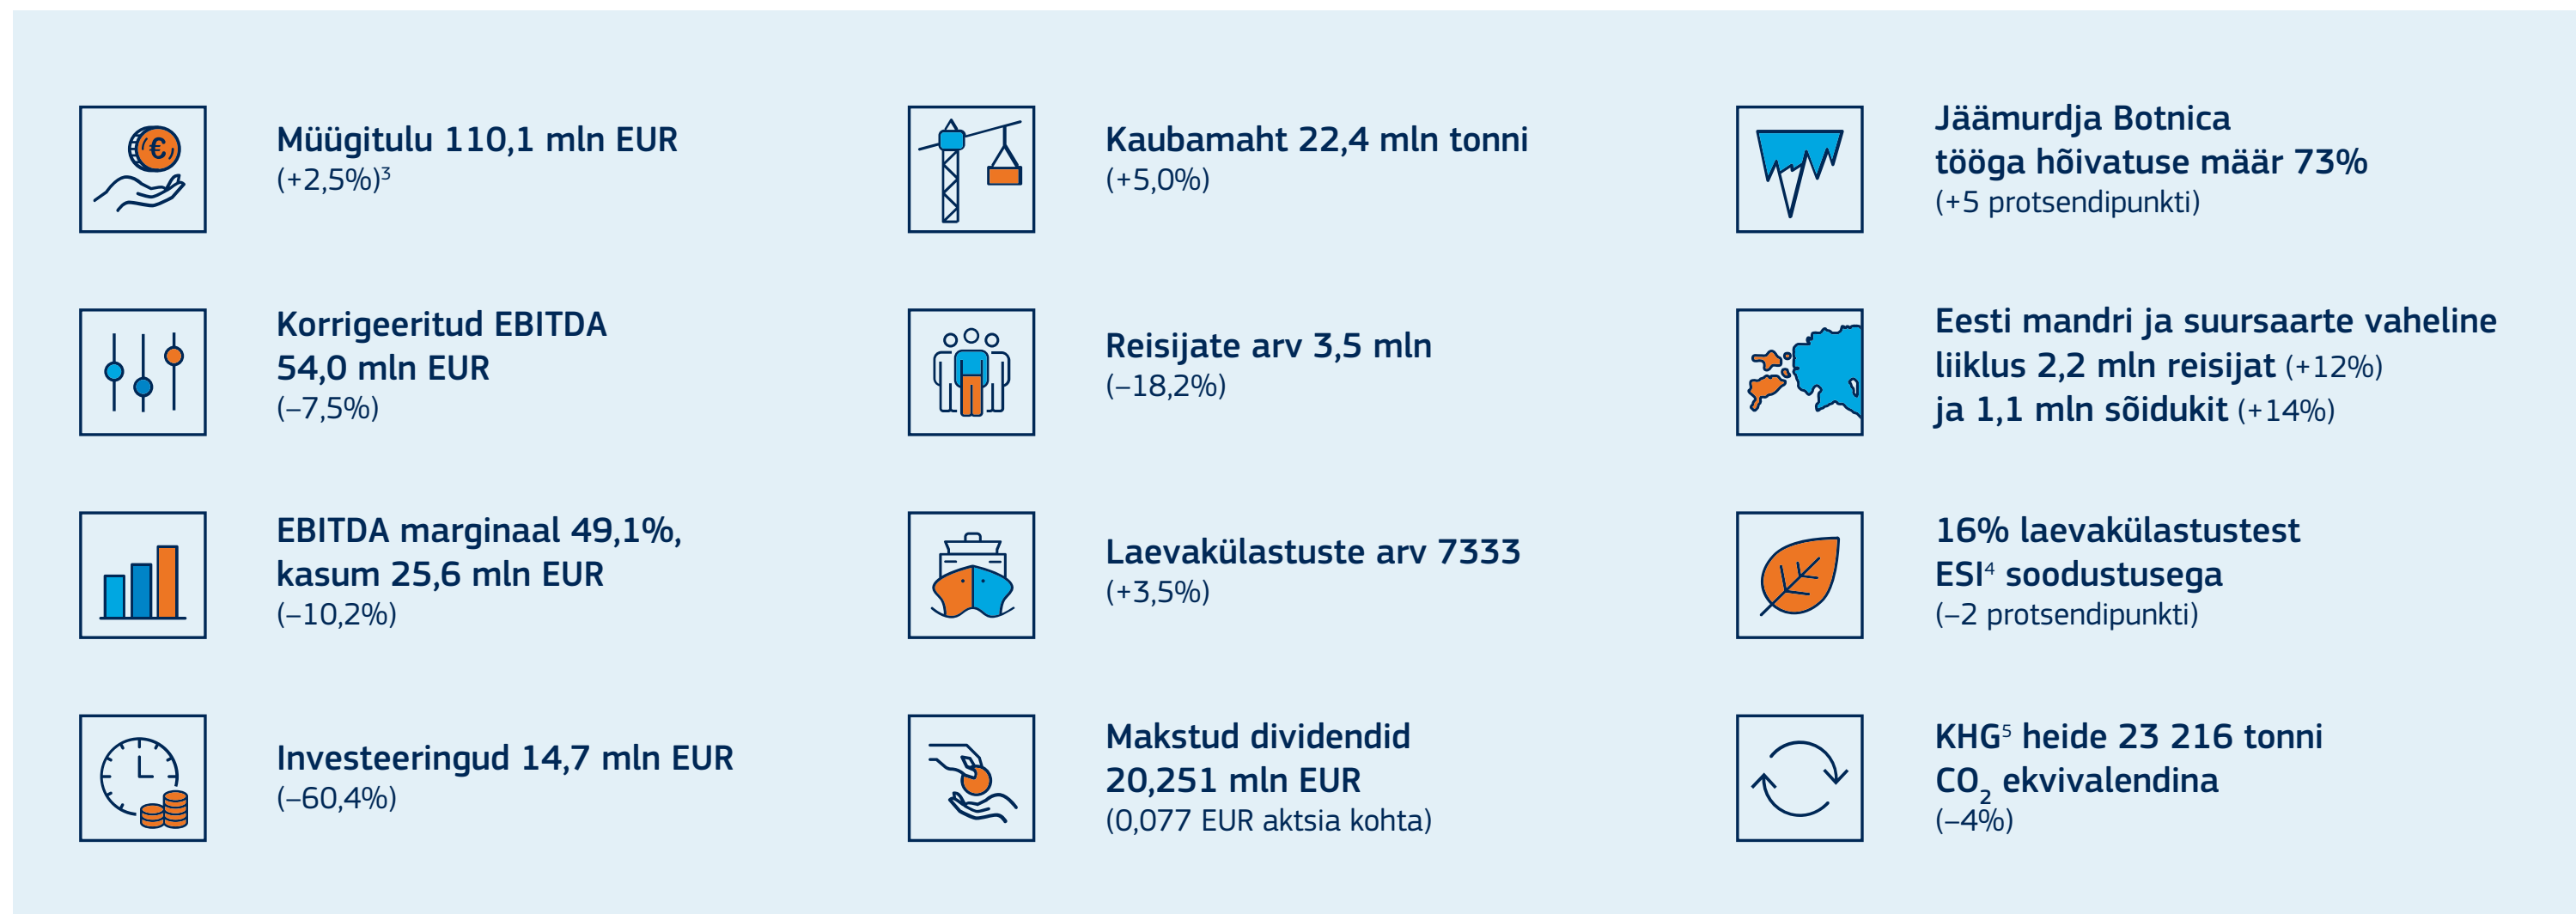 Müügitulu 110,1 mln EUR
(+2,5%)³
Korrigeeritud EBITDA
54,0 mln EUR
(–7,5%)
EBITDA marginaal 49,1%,
kasum 25,6 mln EUR
(–10,2%)
Investeeringud 14,7 mln EUR
(–60,4%)
Kaubamaht 22,4 mln tonni
(+5,0%)
Reisijate arv 3,5 mln
(–18,2%)
Laevakülastuste arv 7333
(+3,5%)
Makstud dividendid
20,251 mln EUR
(0,077 EUR aktsia kohta)
Jäämurdja Botnica
tööga hõivatuse määr 73%
(+5 protsendipunkti)
Eesti mandri ja suursaarte vaheline
liiklus 2,2 mln reisijat (+12%)
ja 1,1 mln sõidukit (+14%)
16% laevakülastustest
ESI⁴ soodustusega
(–2 protsendipunkti)
KHG⁵ heide 23 216 tonni
CO₂ ekvivalendina
(–4%)